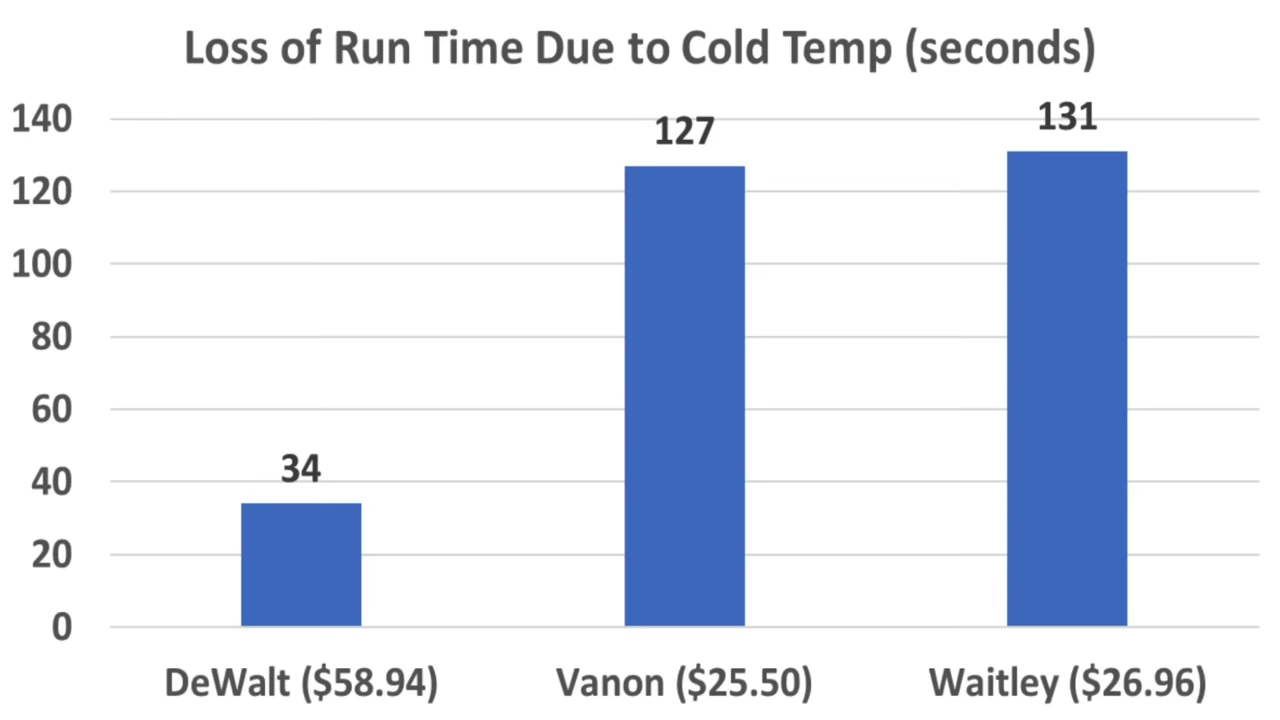 Loss of Run Time Due to Cold Temp (seconds)
140
120
100
80
60
40
20
0
34
127
131
DeWalt ($58.94)
Vanon ($25.50)
Waitley ($26.96)